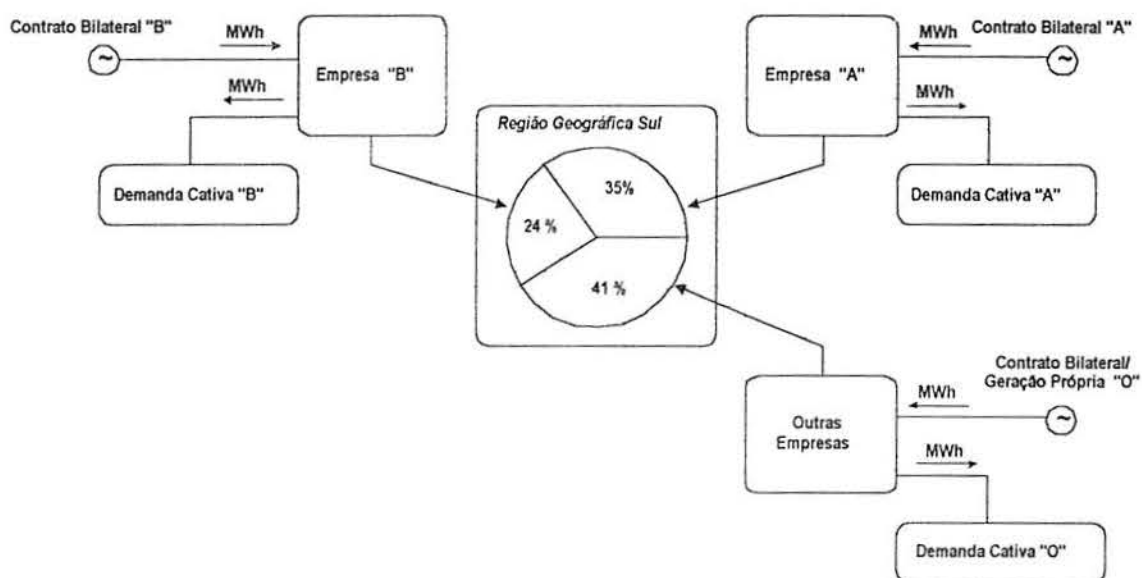 Contrato Bilateral "B"
MWh
Empresa "B"
MWh
Demanda Cativa "B"
MWh
Contrato Bilateral "A"
Empresa "A"
MWh
Demanda Cativa "A"
Região Geográfica Sul
35%
24 %
41 %
Contrato Bilateral/
Geração Própria "O"
MWh
Outras
Empresas
MWh
Demanda Cativa "O"